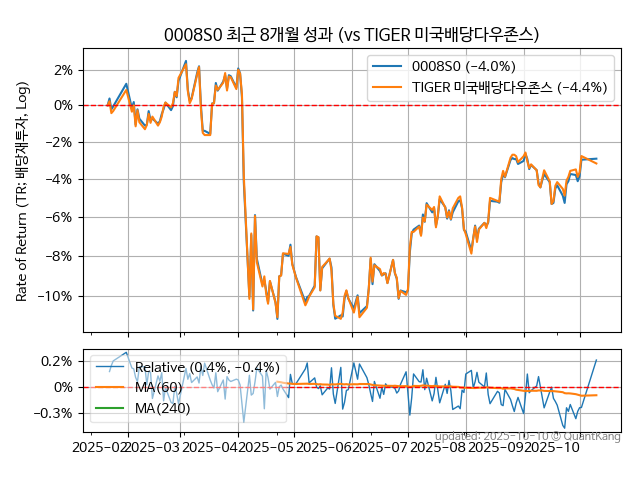 0008S0 최근 8개월 성과 (vs TIGER 미국배당다우존스)
Rate of Return (TR: 배당재투자, Log)
2%
0%
−2%
−4%
−6%
−8%
−10%
0008S0 (−4.0%)
TIGER 미국배당다우존스 (−4.4%)
0.2%
0%
−0.3%
Relative (0.4%, −0.4%)
MA(60)
MA(240)
updated: 2025-10-10 © QuantKang
2025-02 2025-03 2025-04 2025-05 2025-06 2025-07 2025-08 2025-09 2025-10